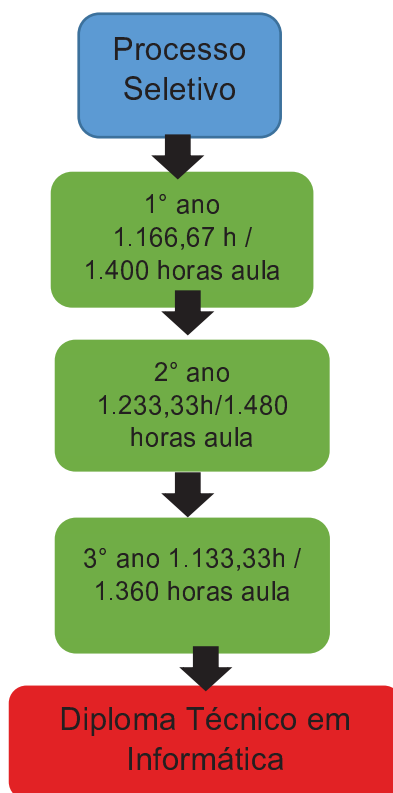 Processo
Seletivo
1° ano
1.166,67 h /
1.400 horas aula
2° ano
1.233,33h/1.480
horas aula
3° ano 1.133,33h /
1.360 horas aula
Diploma Técnico em
Informática